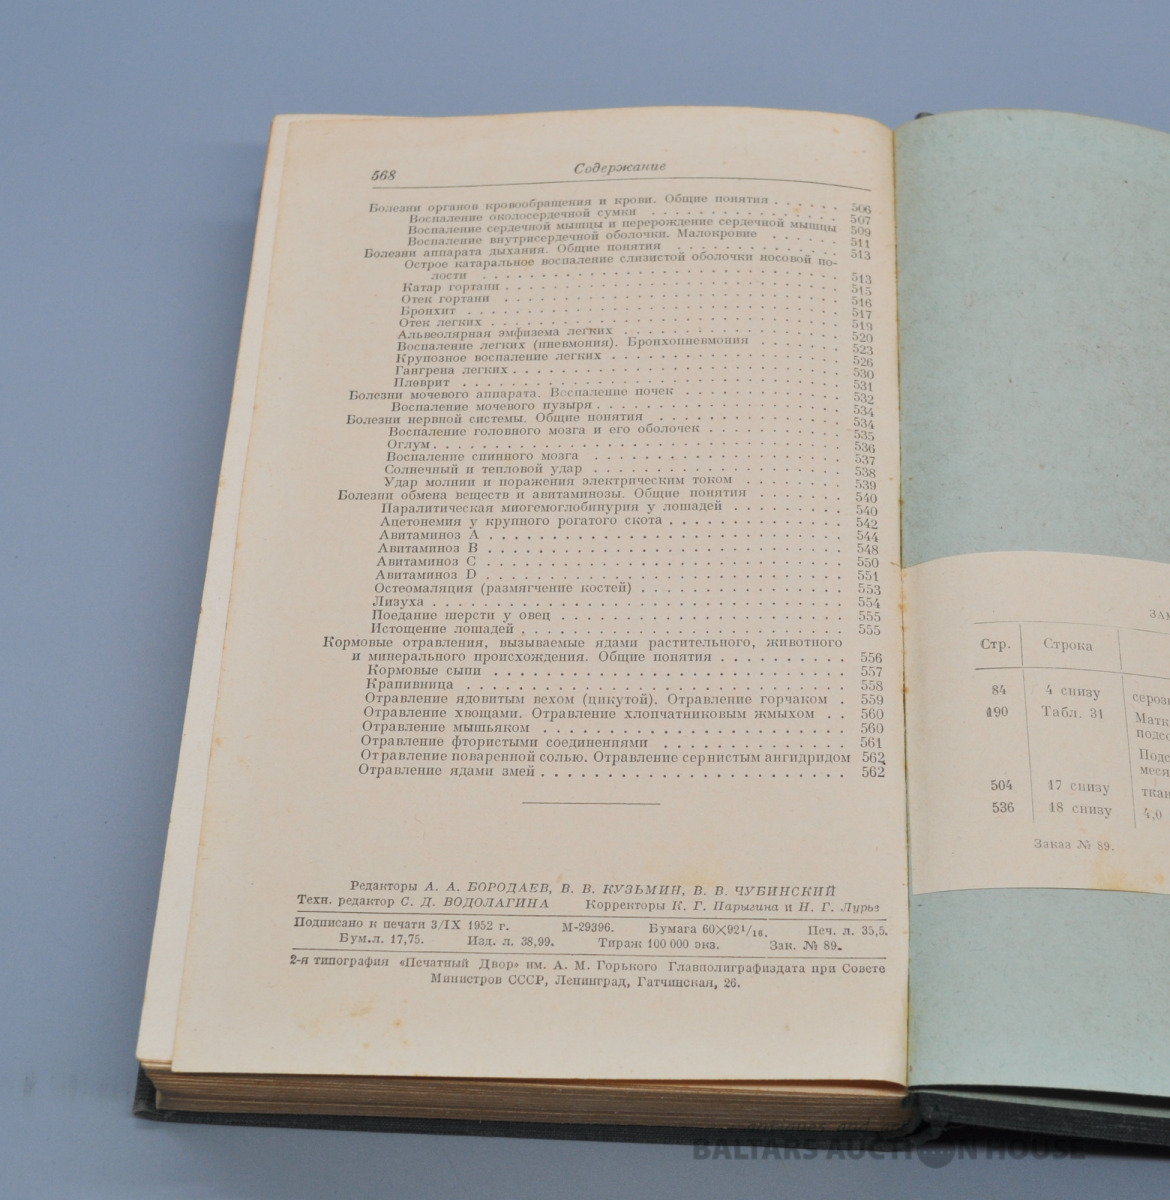 568
Содержание
Болезни органов кровообращения и крови. Общие понятия . . . . . . 506
Воспаление околосердечной сумки . . . . . . . . . . . . . 507
Воспаление сердечной мышцы и перерождение сердечной мышцы 509
Воспаление внутрисердечной оболочки. Малокровие . . . . . . 511
Болезни аппарата дыхания. Общие понятия . . . . . . . . . . . . 513
Острое катаральное воспаление слизистой оболочки носовой по-
лости . . . . . . . . . . . . . . . . . . . . . . . 513
Катар гортани . . . . . . . . . . . . . . . . . . . . . 515
Отек гортани . . . . . . . . . . . . . . . . . . . . . 516
Бронхит . . . . . . . . . . . . . . . . . . . . . . . . 517
Отек легких . . . . . . . . . . . . . . . . . . . . . . 519
Альвеолярная эмфизема легких . . . . . . . . . . . . . . 520
Воспаление легких (пневмония). Бронхопневмония . . . . . . 523
Крупозное воспаление легких . . . . . . . . . . . . . . . 526
Гангрена легких . . . . . . . . . . . . . . . . . . . . 530
Плеврит . . . . . . . . . . . . . . . . . . . . . . . . 531
Болезни мочевого аппарата. Воспаление почек . . . . . . . . . . 532
Воспаление мочевого пузыря . . . . . . . . . . . . . . . . 534
Болезни нервной системы. Общие понятия . . . . . . . . . . . . 534
Воспаление головного мозга и его оболочек . . . . . . . . . 535
Оглум . . . . . . . . . . . . . . . . . . . . . . . . . 536
Воспаление спинного мозга . . . . . . . . . . . . . . . . 537
Солнечный и тепловой удар . . . . . . . . . . . . . . . . 538
Удар молнии и поражения электрическим током . . . . . . . . 539
Болезни обмена веществ и авитаминозы. Общие понятия . . . . . . . 540
Паралитическая миогемоглобинурия у лошадей . . . . . . . . 540
Ацетонемия у крупного рогатого скота . . . . . . . . . . . 542
Авитаминоз А . . . . . . . . . . . . . . . . . . . . . . 544
Авитаминоз В . . . . . . . . . . . . . . . . . . . . . . 548
Авитаминоз С . . . . . . . . . . . . . . . . . . . . . . 550
Авитаминоз D . . . . . . . . . . . . . . . . . . . . . . 551
Остеомаляция (размягчение костей) . . . . . . . . . . . . . 553
Лизуха . . . . . . . . . . . . . . . . . . . . . . . . . 554
Поедание шерсти у овец . . . . . . . . . . . . . . . . . . 555
Истощение лошадей . . . . . . . . . . . . . . . . . . . . 555
Кормовые отравления, вызываемые ядами растительного, животного
и минерального происхождения. Общие понятия . . . . . . . . . 556
Кормовые сыпи . . . . . . . . . . . . . . . . . . . . . . 557
Крапивница . . . . . . . . . . . . . . . . . . . . . . . 558
Отравление ядовитым вехом (цикутой). Отравление горчаком . 559
Отравление хвощами. Отравление хлопчатниковым жмыхом . . 560
Отравление мышьяком . . . . . . . . . . . . . . . . . . . 560
Отравление фтористыми соединениями . . . . . . . . . . . . 561
Отравление поваренной солью. Отравление сернистым ангидридом 562
Отравление ядами змей . . . . . . . . . . . . . . . . . . 562
Редакторы А. А. БОРОДАЕВ, В. В. КУЗЬМИН, В. В. ЧУБИНСКИЙ
Техн. редактор С. Д. ВОДОЛАГИНА Корректоры К. Г. Парыгина и Н. Г. Лурье
Подписано к печати 3/IX 1952 г. М-29396. Бумага 60×92 1/16. Печ. л. 35,5.
Бум.л. 17,75. Изд. л. 38,99. Тираж 100 000 экз. Зак. № 89.
2-я типография «Печатный Двор» им. А. М. Горького Главполиграфиздата при Совете
Министров СССР, Ленинград, Гатчинская, 26.
ЗАМ
Стр. Строка
84 4 снизу серозн
190 Табл. 31 Матк
подсо
Подс
меся
504 17 снизу ткан
536 18 снизу 4,0
Заказ № 89.
BALTARS AUCTION HOUSE